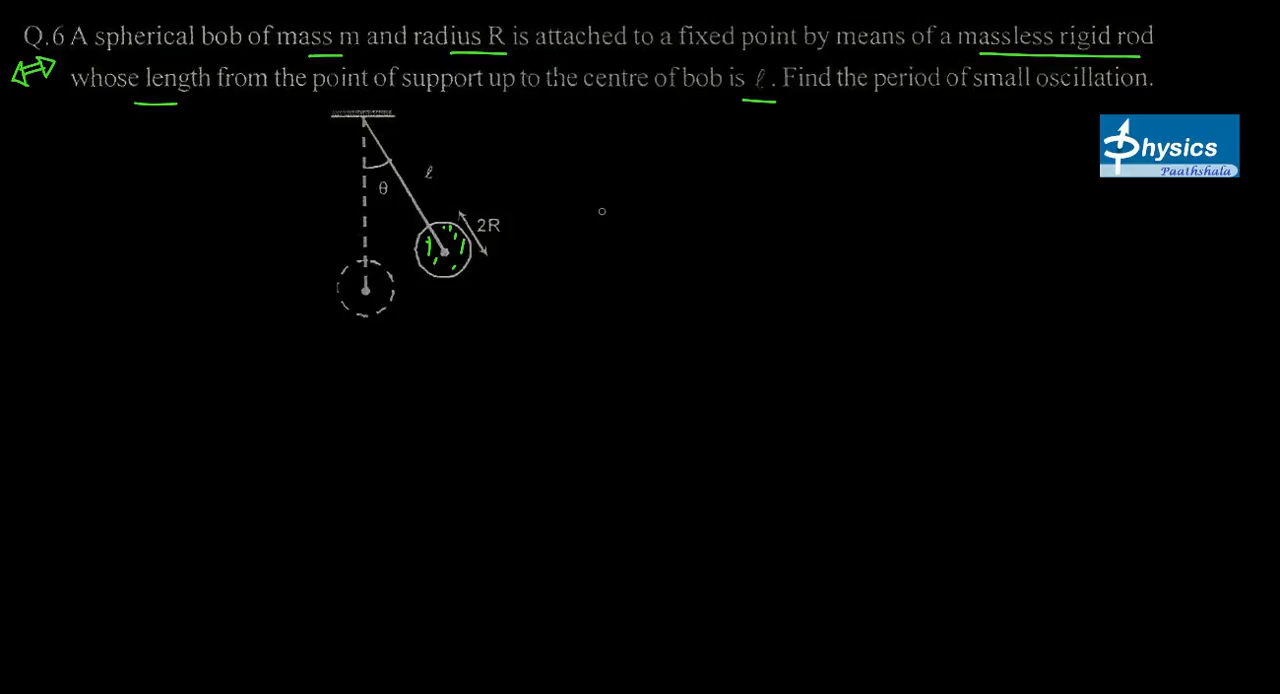 Q.6 A spherical bob of mass m and radius R is attached to a fixed point by means of a massless rigid rod
whose length from the point of support up to the centre of bob is ℓ. Find the period of small oscillation.
Physics
Paathshala
ℓ
θ
2R